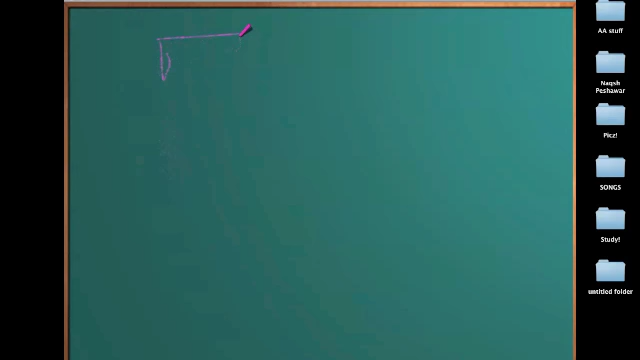 AA stuff
Naqsh
Peshawar
Picz!
SONGS
Study!
untitled folder